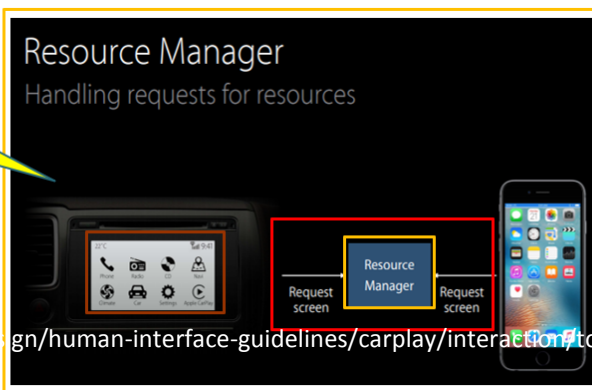 Resource Manager
Handling requests for resources
22°C
9:41
Phone
Radio
CD
Navi
Climate
Car
Settings
Apple CarPlay
Request
screen
Resource
Manager
Request
screen
sign/human-interface-guidelines/carplay/interaction/to